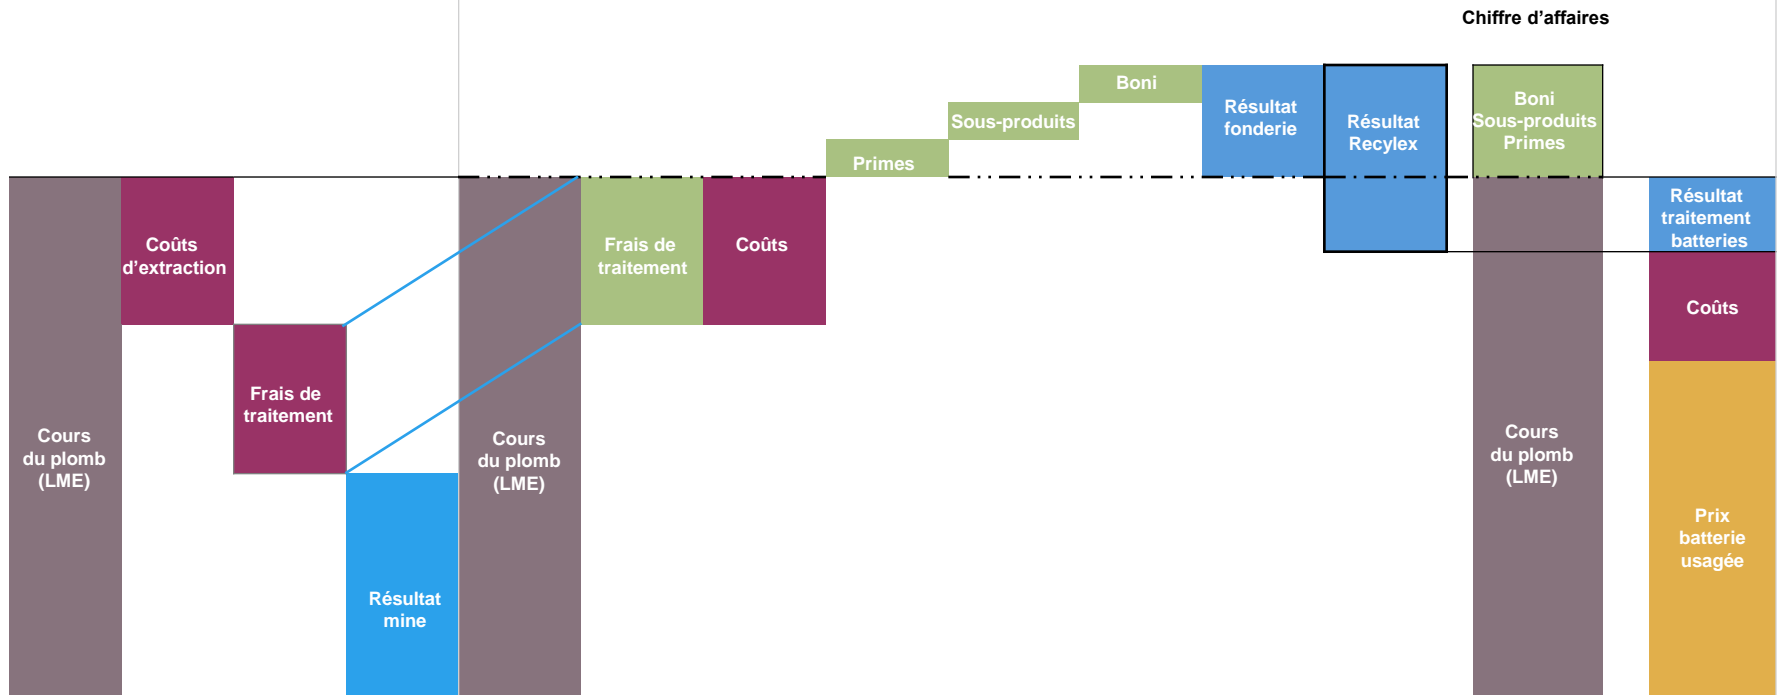 Chiffre d'affaires
Cours
du plomb
(LME)
Coûts
d'extraction
Frais de
traitement
Résultat
mine
Cours
du plomb
(LME)
Frais de
traitement
Coûts
Primes
Sous-produits
Boni
Résultat
fonderie
Résultat
Recylex
Boni
Sous-produits
Primes
Cours
du plomb
(LME)
Résultat
traitement
batteries
Coûts
Prix
batterie
usagée